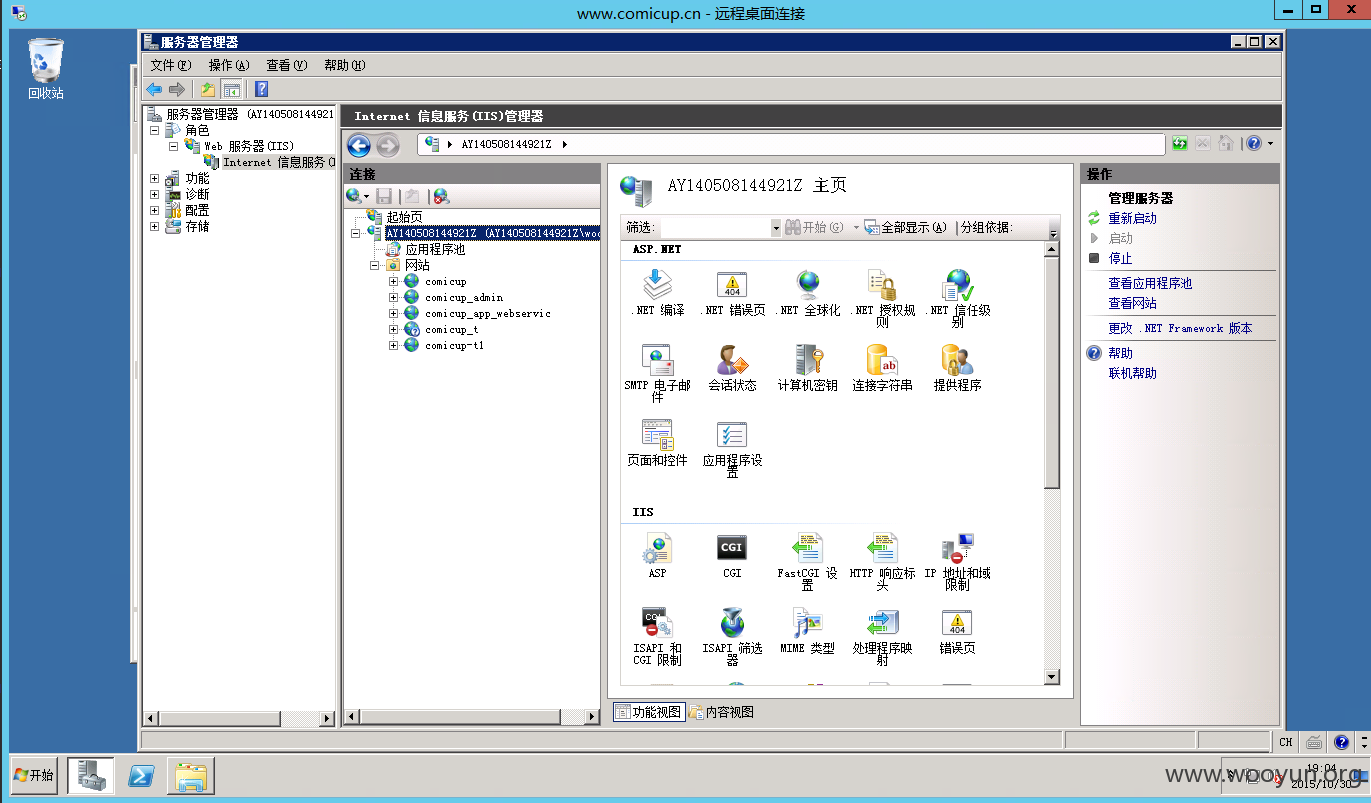 www.comicup.cn - 远程桌面连接
回收站
服务器管理器
文件(F) 操作(A) 查看(V) 帮助(H)
服务器管理器 (AY140508144921
角色
Web 服务器(IIS)
Internet 信息服务(I
功能
诊断
配置
存储
Internet 信息服务(IIS)管理器
AY140508144921Z
连接
起始页
AY140508144921Z (AY140508144921Z\woo
应用程序池
网站
comicup
comicup_admin
comicup_app_webservic
comicup_t
comicup-t1
AY140508144921Z 主页
筛选: 开始(G) 全部显示(A) 分组依据:
ASP.NET
.NET 编译
.NET 错误页
404
.NET 全球化
.NET 授权规则
.NET 信任级别
SMTP 电子邮件
会话状态
计算机密钥
连接字符串
ab
提供程序
页面和控件
应用程序设置
IIS
ASP
CGI
CGI
FastCGI 设置
HTTP 响应标头
IP 地址和域限制
ISAPI 和 CGI 限制
ISAPI 筛选器
MIME 类型
处理程序映射
404
错误页
功能视图 内容视图
操作
管理服务器
重新启动
启动
停止
查看应用程序池
查看网站
更改 .NET Framework 版本
帮助
联机帮助
CH
开始
19:04
2015/10/30
www.wooyun.org